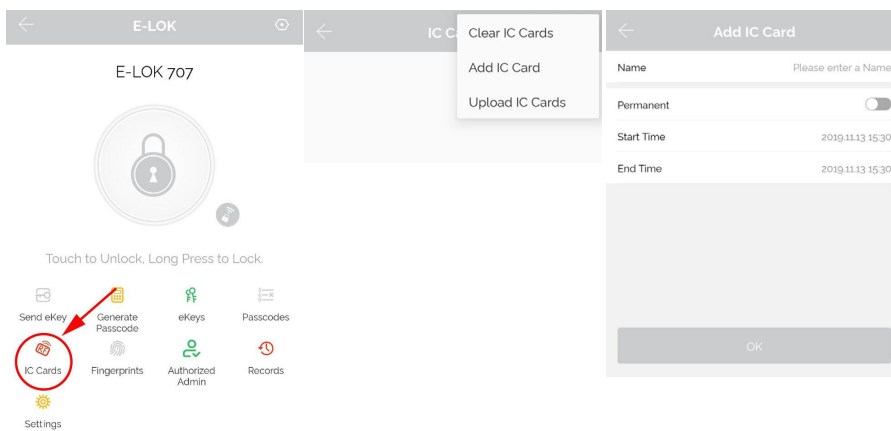 E-LOK
E-LOK 707
Touch to Unlock, Long Press to Lock.
Send eKey
Generate
Passcode
eKeys
Passcodes
IC Cards
Fingerprints
Authorized
Admin
Records
Settings
IC C
Clear IC Cards
Add IC Card
Upload IC Cards
Add IC Card
Name Please enter a Name
Permanent
Start Time 2019.11.13 15:30
End Time 2019.11.13 15:30
OK